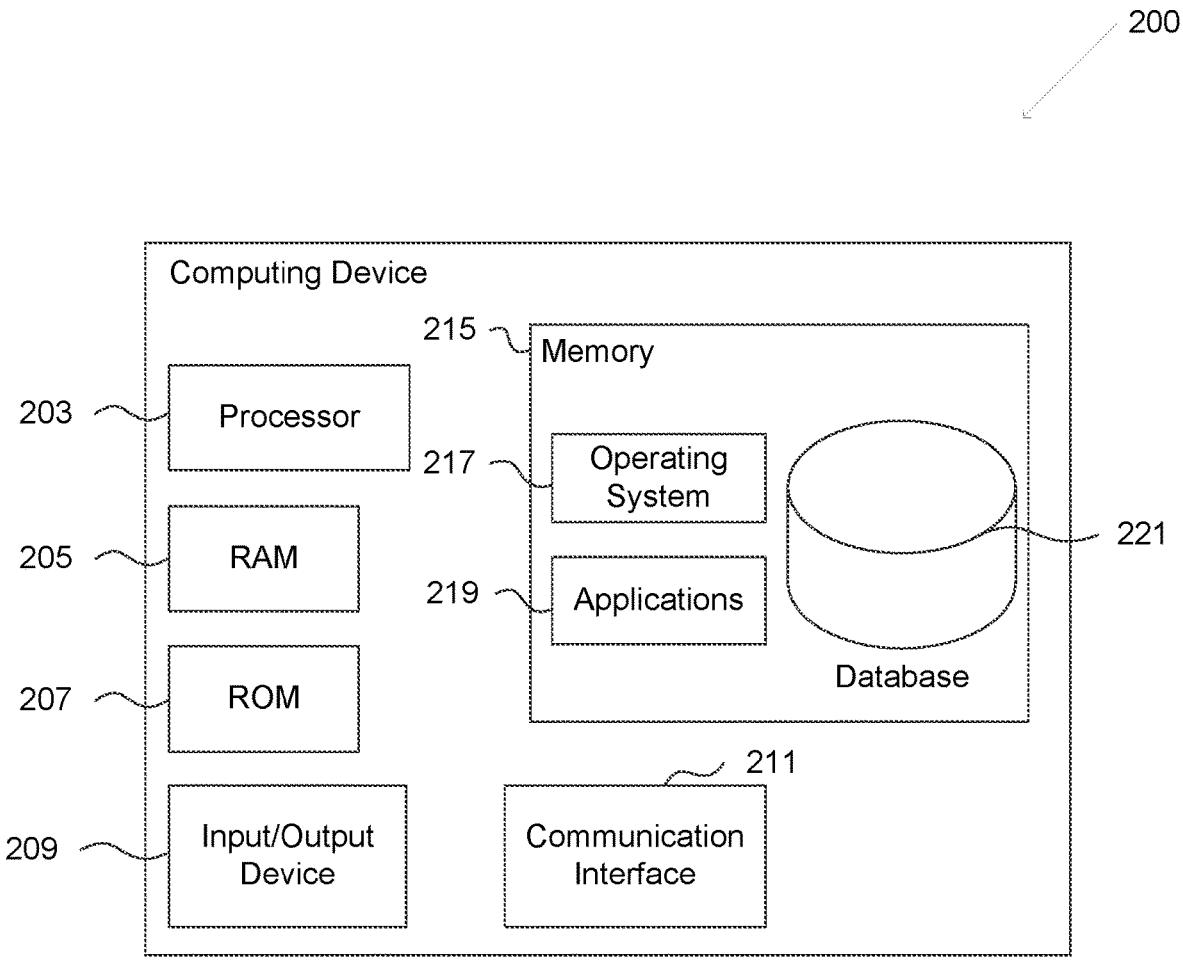 200
Computing Device
215
Memory
203
Processor
217
Operating
System
221
205
RAM
219
Applications
207
ROM
Database
211
209
Input/Output
Device
Communication
Interface